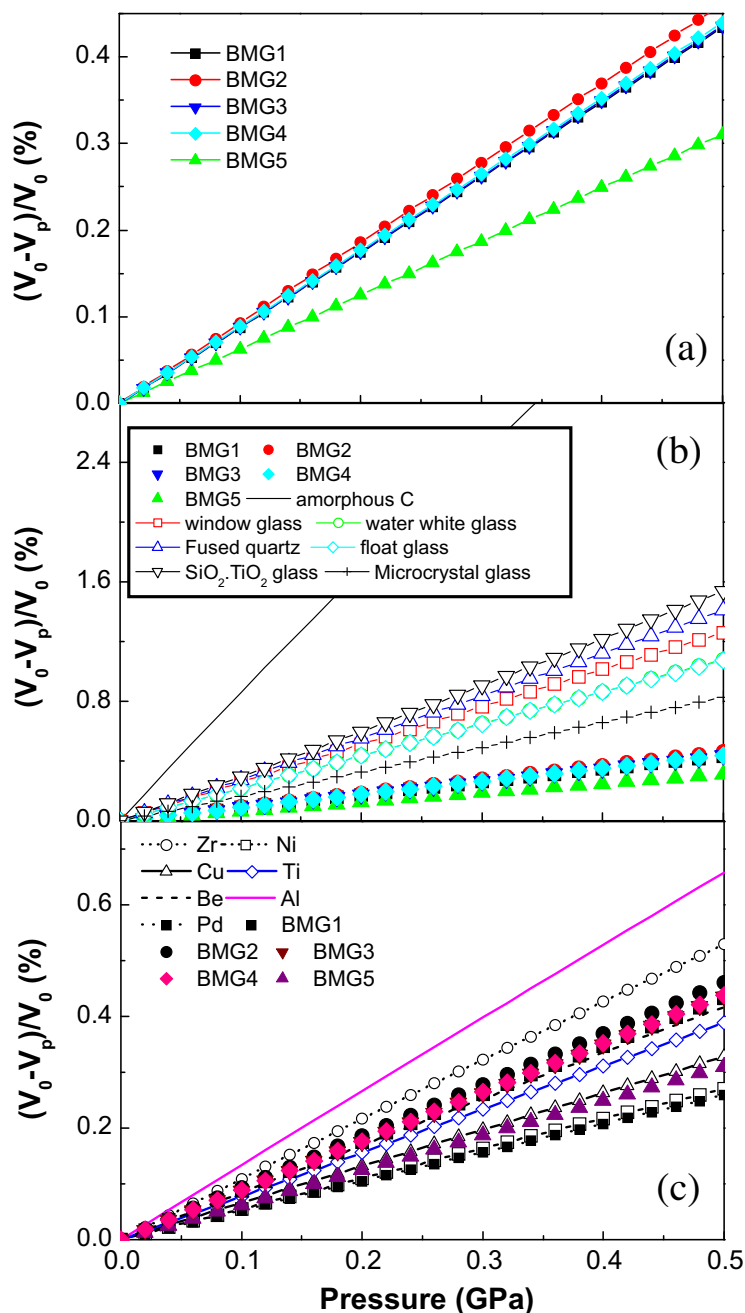 0.4
0.3
0.2
0.1
0.0
(V0-Vp)/V0 (%)
BMG1
BMG2
BMG3
BMG4
BMG5
(a)
2.4
1.6
0.8
0.0
(V0-Vp)/V0 (%)
(b)
BMG1 BMG2
BMG3 BMG4
BMG5 amorphous C
window glass water white glass
Fused quartz float glass
SiO2.TiO2 glass Microcrystal glass
0.6
0.4
0.2
0.0
(V0-Vp)/V0 (%)
Zr Ni
Cu Ti
Be Al
Pd BMG1
BMG2 BMG3
BMG4 BMG5
(c)
0.0 0.1 0.2 0.3 0.4 0.5
Pressure (GPa)